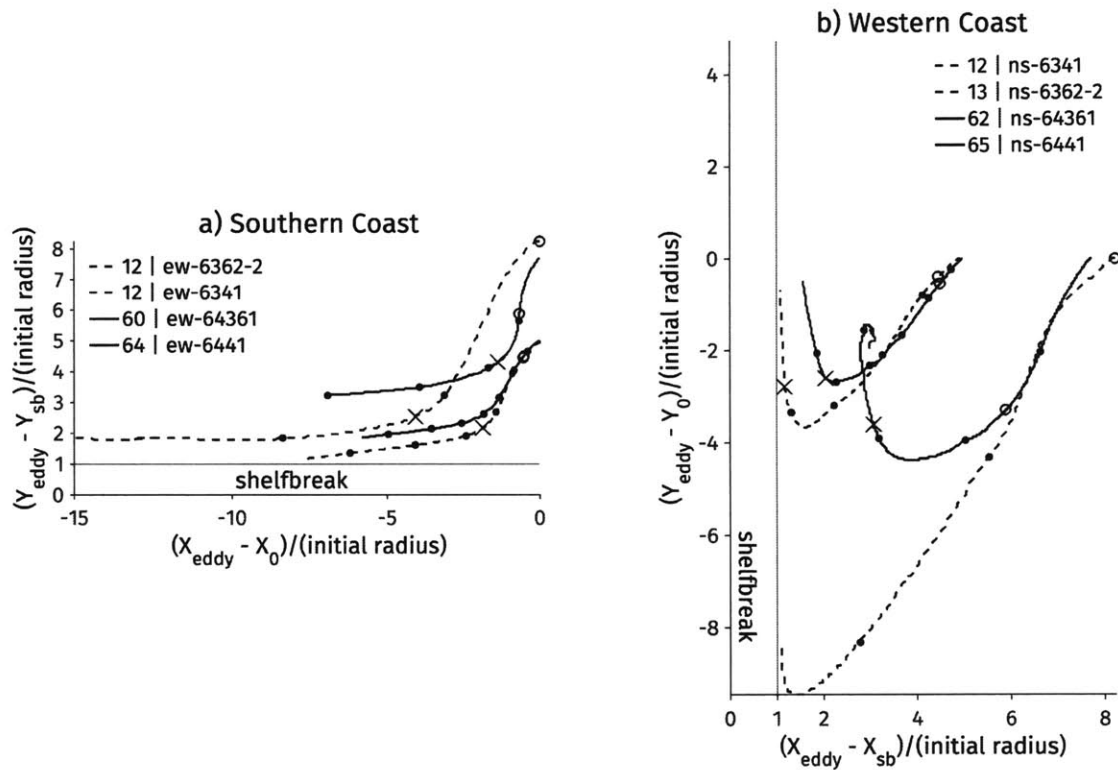 a) Southern Coast
(Y_eddy - Y_sb)/(initial radius)
8
7
6
5
4
3
2
1
0
12 | ew-6362-2
12 | ew-6341
60 | ew-64361
64 | ew-6441
shelfbreak
-15
-10
-5
0
(X_eddy - X_0)/(initial radius)
b) Western Coast
(Y_eddy - Y_0)/(initial radius)
4
2
0
-2
-4
-6
-8
12 | ns-6341
13 | ns-6362-2
62 | ns-64361
65 | ns-6441
shelfbreak
0
1
2
4
6
8
(X_eddy - X_sb)/(initial radius)